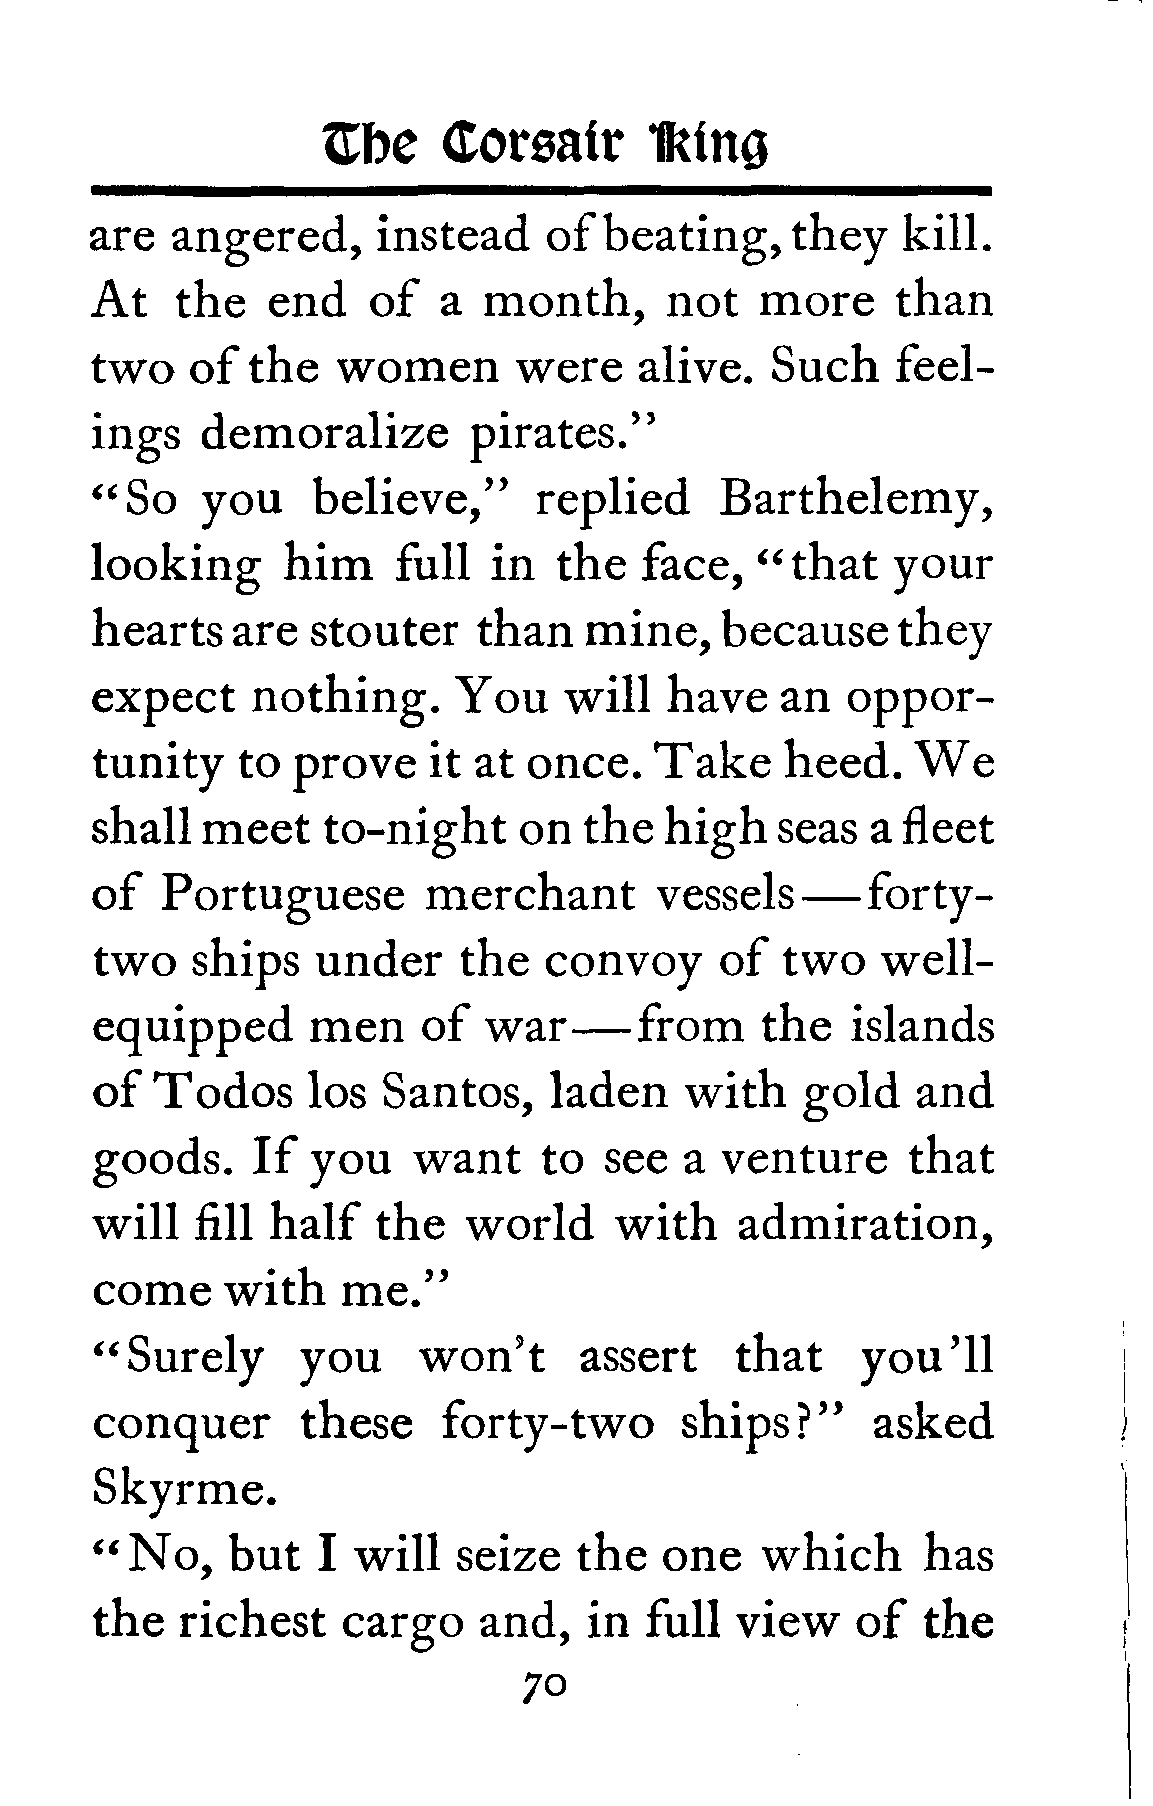 The Corsair King
are angered, instead of beating, they kill.
At the end of a month, not more than
two of the women were alive. Such feel-
ings demoralize pirates.”
“So you believe,” replied Barthelemy,
looking him full in the face, “that your
hearts are stouter than mine, because they
expect nothing. You will have an oppor-
tunity to prove it at once. Take heed. We
shall meet to-night on the high seas a fleet
of Portuguese merchant vessels—forty-
two ships under the convoy of two well-
equipped men of war—from the islands
of Todos los Santos, laden with gold and
goods. If you want to see a venture that
will fill half the world with admiration,
come with me.”
“Surely you won’t assert that you’ll
conquer these forty-two ships?” asked
Skyrme.
“No, but I will seize the one which has
the richest cargo and, in full view of the
70